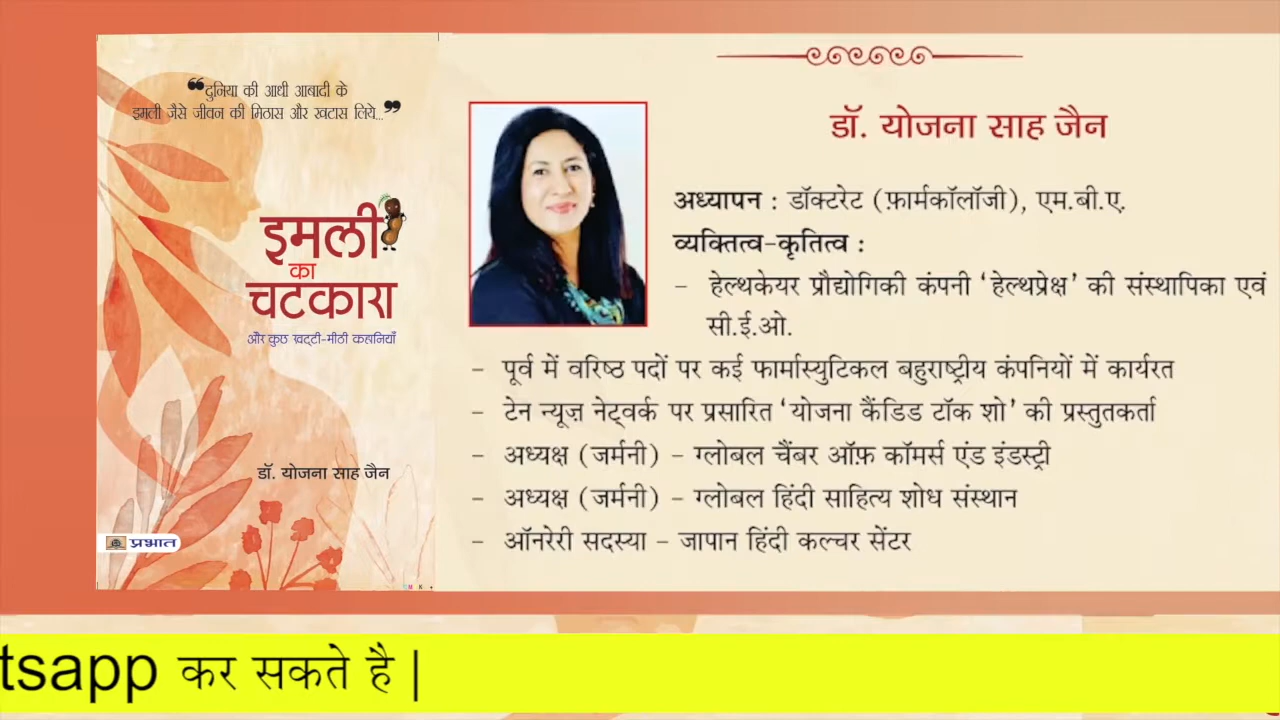 ❝दुनिया की आधी आबादी के
इमली जैसे जीवन की मिठास और खटास लिये...❞
इमली
का
चटकारा
और कुछ खट्टी-मीठी कहानियाँ
डॉ. योजना साह जैन
प्रभात
डॉ. योजना साह जैन
अध्यापन : डॉक्टरेट (फ़ार्मकॉलॉजी), एम.बी.ए.
व्यक्तित्व-कृतित्व :
- हेल्थकेयर प्रौद्योगिकी कंपनी ‘हेल्थप्रेक्ष’ की संस्थापिका एवं
सी.ई.ओ.
- पूर्व में वरिष्ठ पदों पर कई फार्मास्युटिकल बहुराष्ट्रीय कंपनियों में कार्यरत
- टेन न्यूज़ नेट्वर्क पर प्रसारित ‘योजना कैंडिड टॉक शो’ की प्रस्तुतकर्ता
- अध्यक्ष (जर्मनी) – ग्लोबल चैंबर ऑफ़ कॉमर्स एंड इंडस्ट्री
- अध्यक्ष (जर्मनी) – ग्लोबल हिंदी साहित्य शोध संस्थान
- ऑनरेरी सदस्या – जापान हिंदी कल्चर सेंटर
tsapp कर सकते है |